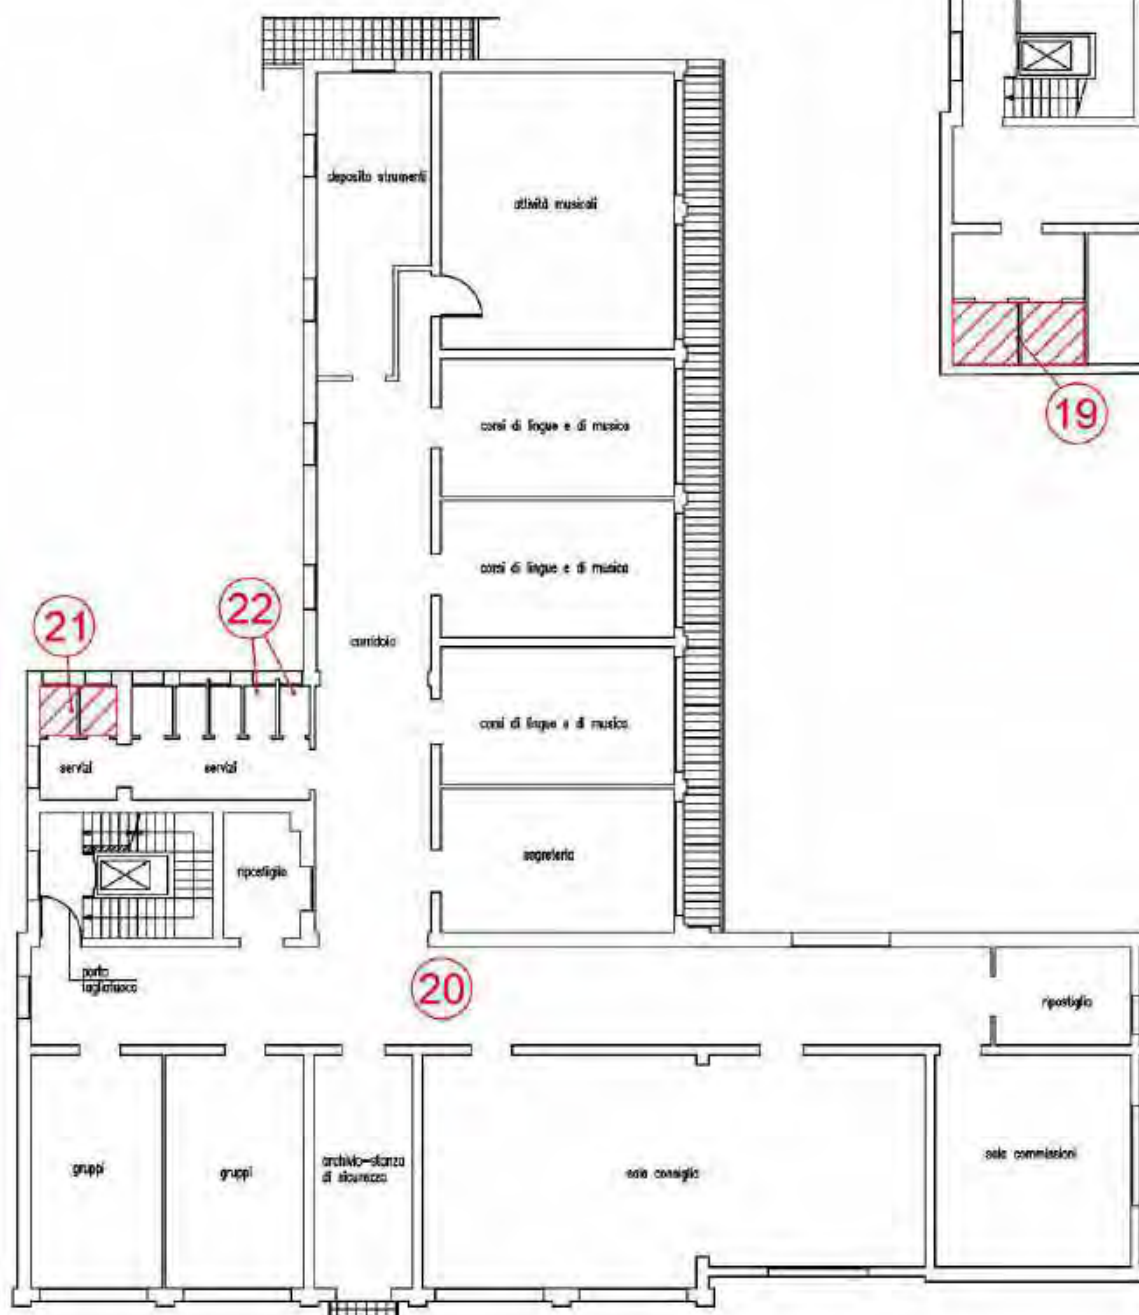 deposito strumenti
attività musicali
19
corsi di lingue e di musica
corsi di lingue e di musica
22
21
corridoio
corsi di lingue e di musica
servizi
servizi
segreteria
ripostiglio
porta
tagliafuoco
20
ripostiglio
gruppi
gruppi
archivio-stanza
di sicurezza
sala consiglio
sala commissioni